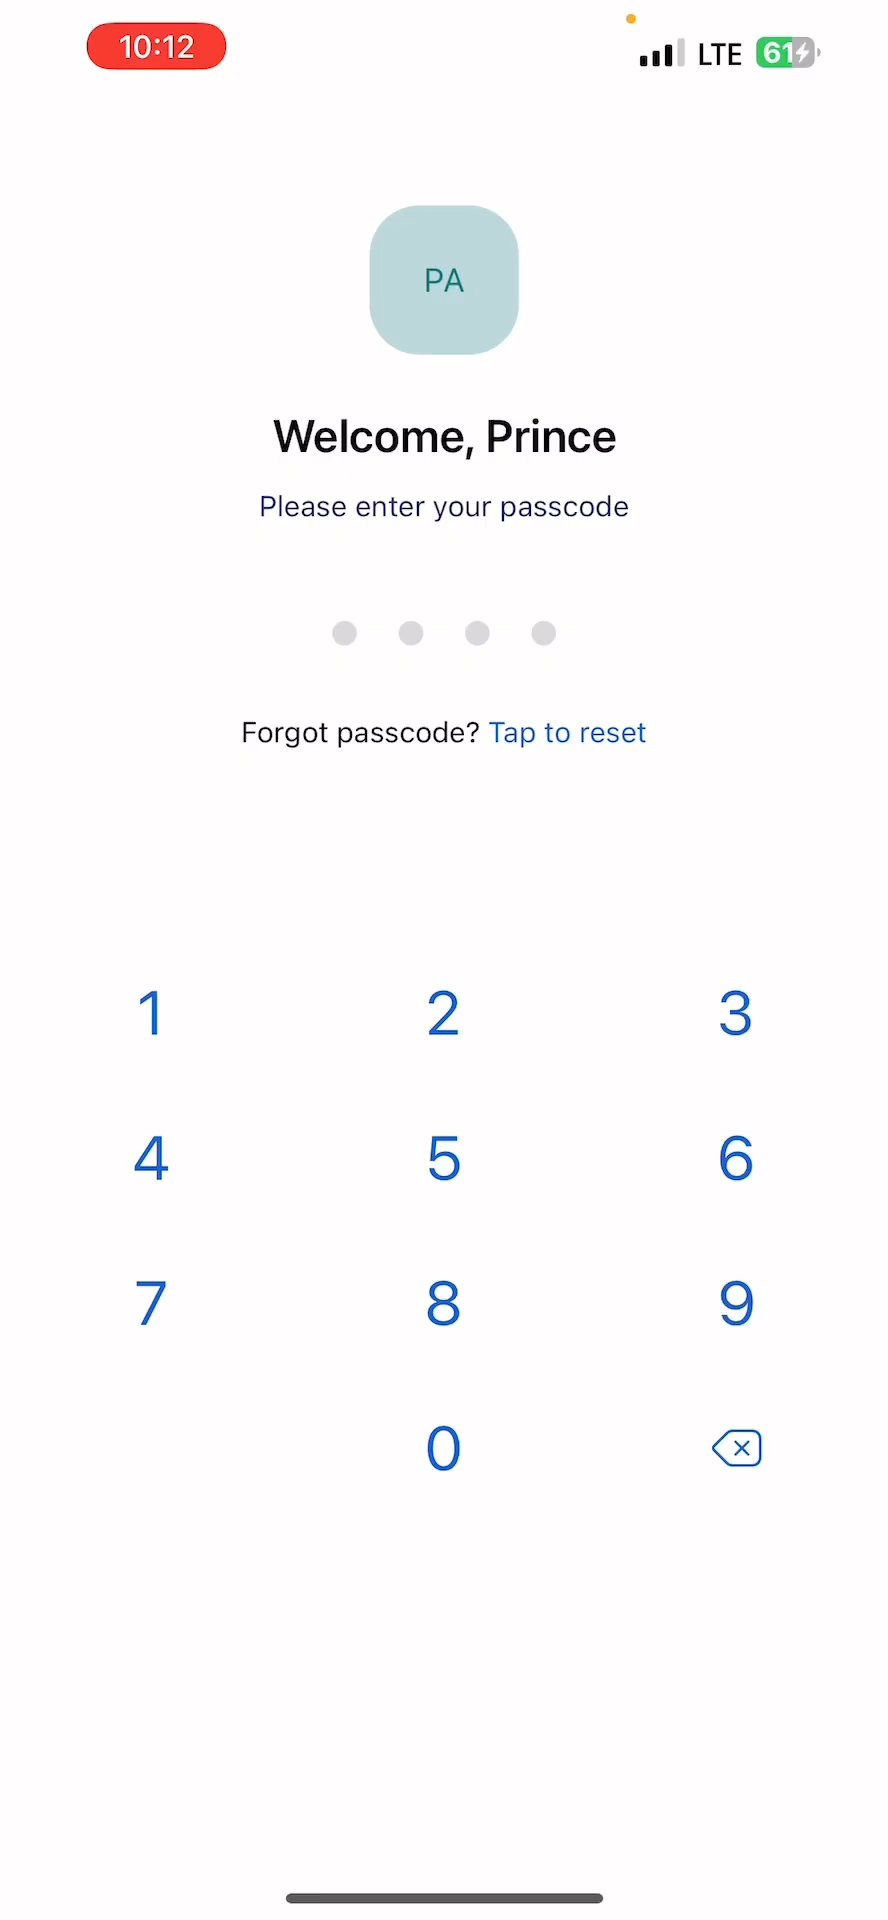 10:12
LTE 61
PA
Welcome, Prince
Please enter your passcode
Forgot passcode? Tap to reset
1 2 3
4 5 6
7 8 9
0